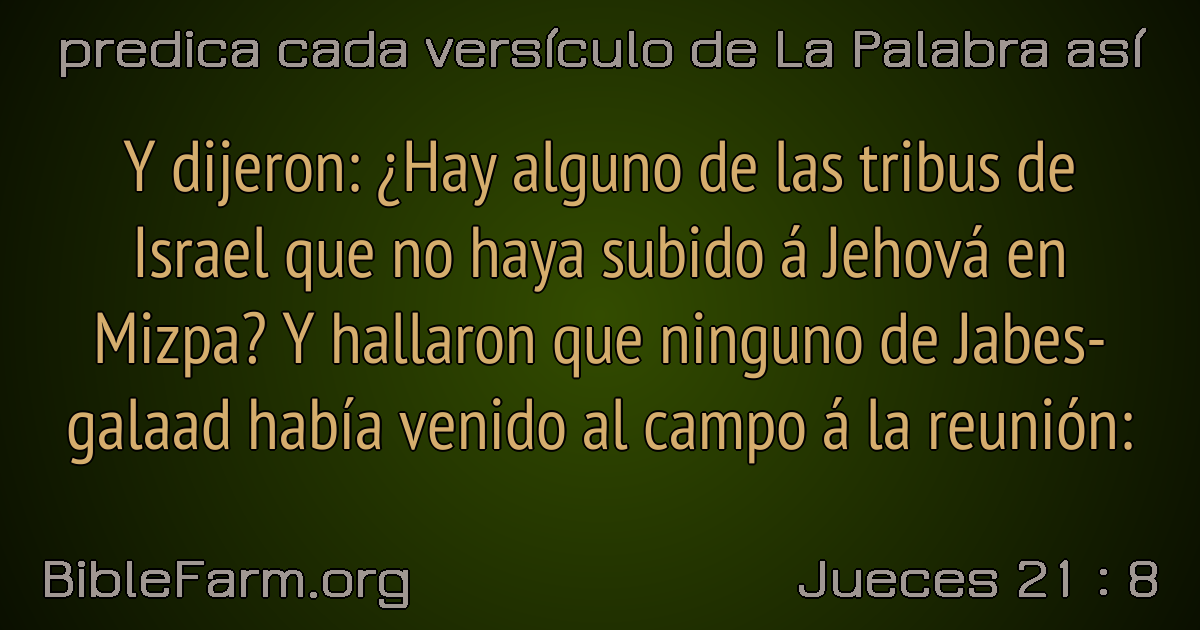 predica cada versículo de La Palabra así
Y dijeron: ¿Hay alguno de las tribus de
Israel que no haya subido á Jehová en
Mizpa? Y hallaron que ninguno de Jabes-
galaad había venido al campo á la reunión:
BibleFarm.org
Jueces 21 : 8